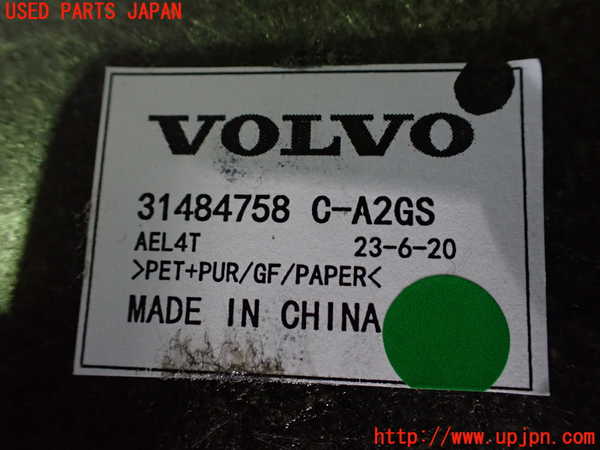 USED PARTS JAPAN
VOLVO
31484758 C-A2GS
AEL4T 23-6-20
>PET+PUR/GF/PAPER<
MADE IN CHINA
http://www.upjpn.com/